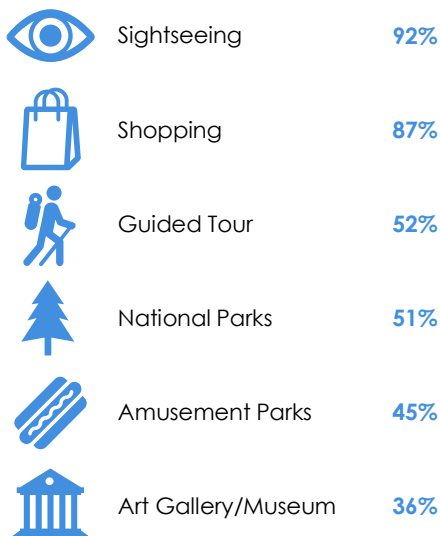 Sightseeing 92%
Shopping 87%
Guided Tour 52%
National Parks 51%
Amusement Parks 45%
Art Gallery/Museum 36%